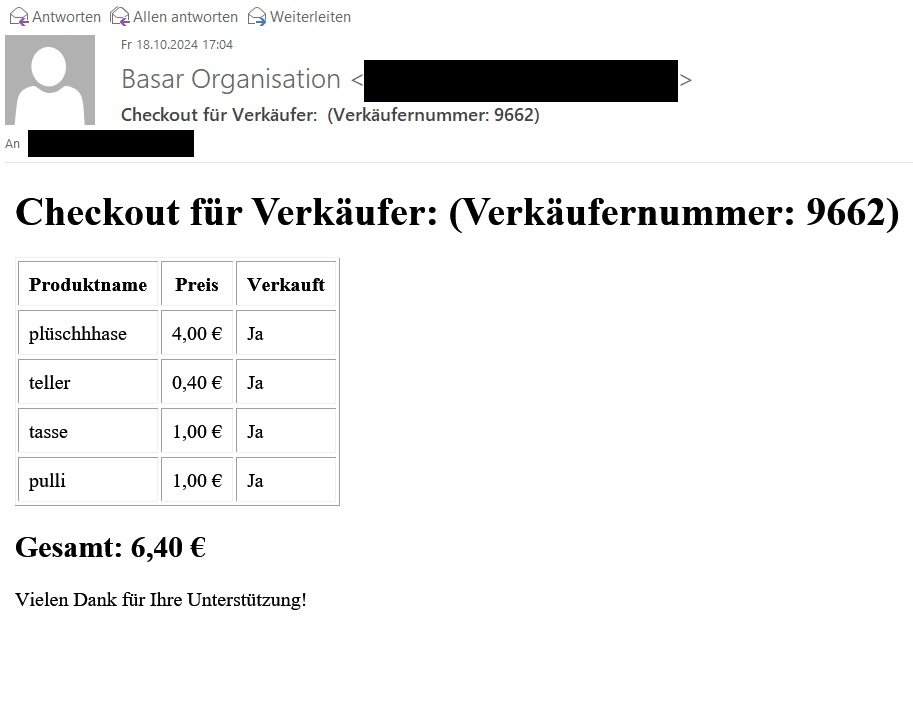 Antworten Allen antworten Weiterleiten
Fr 18.10.2024 17:04
Basar Organisation < >
Checkout für Verkäufer: (Verkäufernummer: 9662)
An
Checkout für Verkäufer: (Verkäufernummer: 9662)
Produktname Preis Verkauft
plüschhhase 4,00 € Ja
teller 0,40 € Ja
tasse 1,00 € Ja
pulli 1,00 € Ja
Gesamt: 6,40 €
Vielen Dank für Ihre Unterstützung!